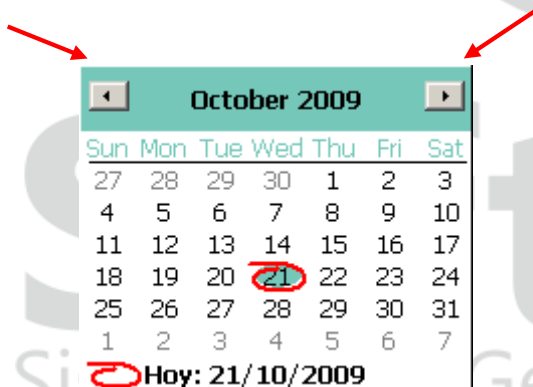 October 2009
Sun Mon Tue Wed Thu Fri Sat
27 28 29 30 1 2 3
4 5 6 7 8 9 10
11 12 13 14 15 16 17
18 19 20 21 22 23 24
25 26 27 28 29 30 31
1 2 3 4 5 6 7
Hoy: 21/10/2009